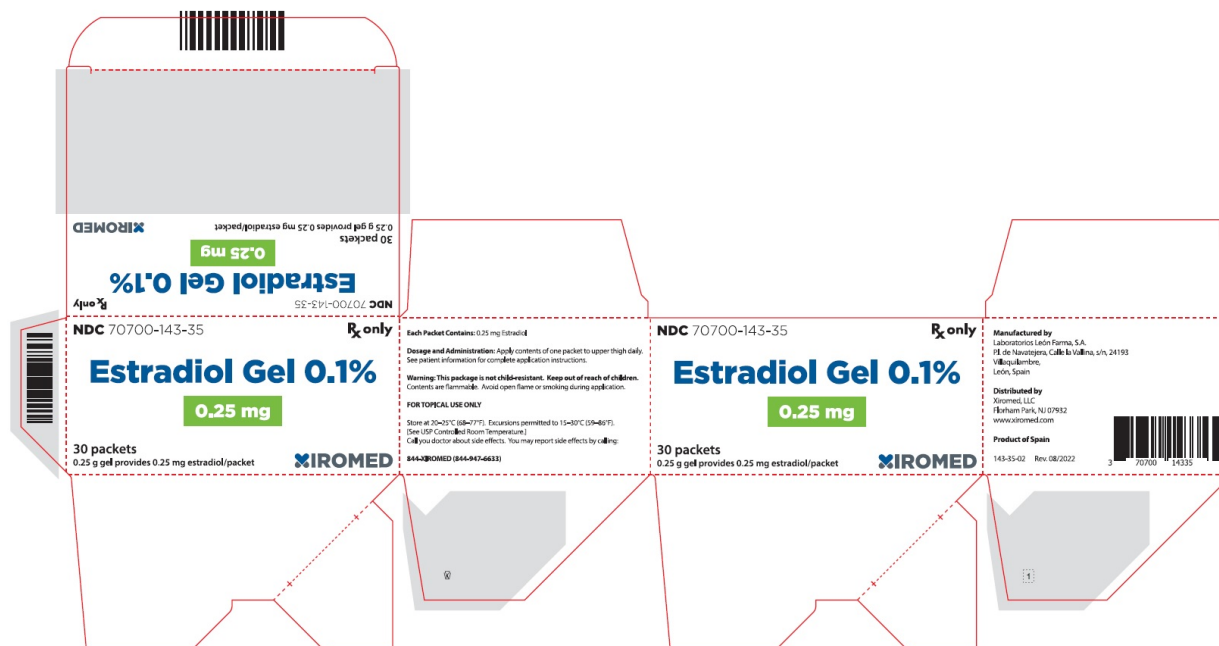 XIROMED
0.25 g gel provides 0.25 mg estradiol/packet
30 packets
0.25 mg
Estradiol Gel 0.1%
Rx only
NDC 70700-143-35
NDC 70700-143-35
Rx only
Estradiol Gel 0.1%
0.25 mg
30 packets
0.25 g gel provides 0.25 mg estradiol/packet
XIROMED
Each Packet Contains: 0.25 mg Estradiol
Dosage and Administration: Apply contents of one packet to upper thigh daily.
See patient information for complete application instructions.
Warning: This package is not child-resistant. Keep out of reach of children.
Contents are flammable. Avoid open flame or smoking during application.
FOR TOPICAL USE ONLY
Store at 20–25°C (68–77°F). Excursions permitted to 15–30°C (59–86°F).
[See USP Controlled Room Temperature.]
Call you doctor about side effects. You may report side effects by calling:
844-XIROMED (844-947-6633)
NDC 70700-143-35
Rx only
Estradiol Gel 0.1%
0.25 mg
30 packets
0.25 g gel provides 0.25 mg estradiol/packet
XIROMED
Manufactured by
Laboratorios León Farma, S.A.
P.I. de Navatejera, Calle la Vallina, s/n, 24193
Villaquilambre,
León, Spain
Distributed by
Xiromed, LLC
Florham Park, NJ 07932
www.xiromed.com
Product of Spain
143-35-02 Rev. 08/2022
3 70700 14335
1